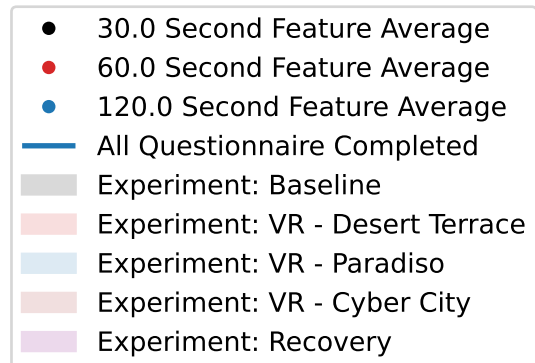 30.0 Second Feature Average
60.0 Second Feature Average
120.0 Second Feature Average
All Questionnaire Completed
Experiment: Baseline
Experiment: VR - Desert Terrace
Experiment: VR - Paradiso
Experiment: VR - Cyber City
Experiment: Recovery